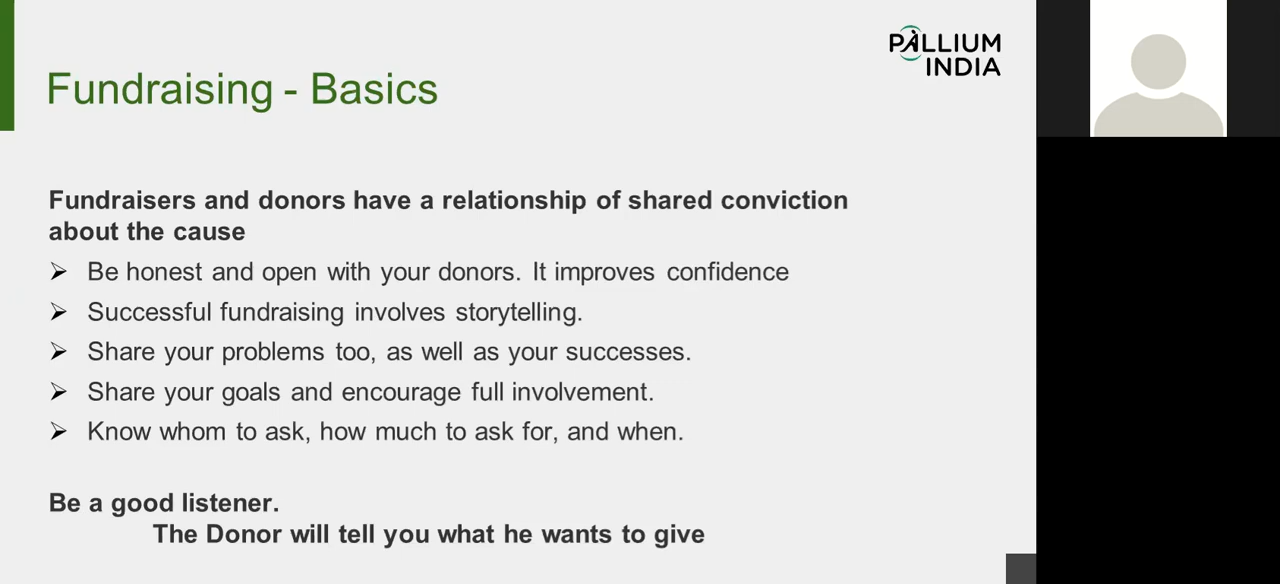 PALLIUM
INDIA
Fundraising - Basics
Fundraisers and donors have a relationship of shared conviction
about the cause
➢ Be honest and open with your donors. It improves confidence
➢ Successful fundraising involves storytelling.
➢ Share your problems too, as well as your successes.
➢ Share your goals and encourage full involvement.
➢ Know whom to ask, how much to ask for, and when.
Be a good listener.
The Donor will tell you what he wants to give